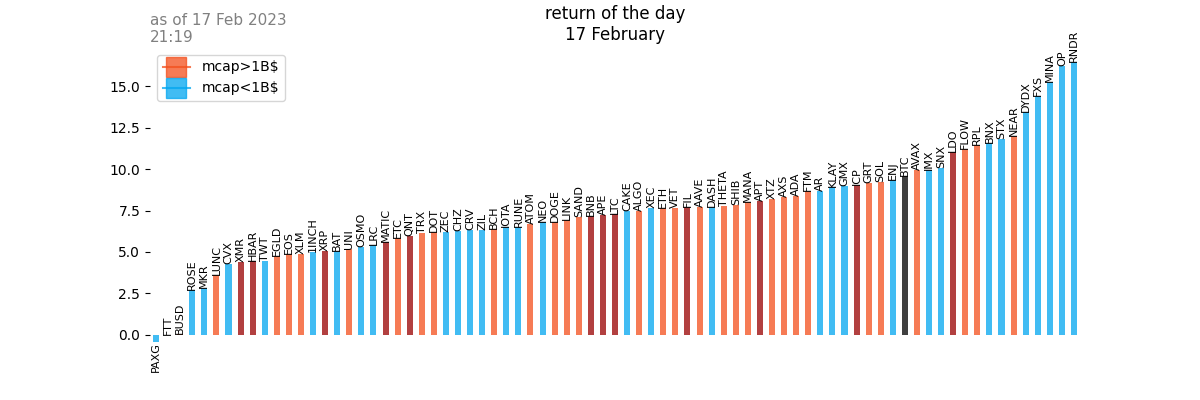 as of 17 Feb 2023
21:19
return of the day
17 February
mcap>1B$
mcap<1B$
15.0
12.5
10.0
7.5
5.0
2.5
0.0
PAXG
FTT
BUSD
ROSE
MKR
LUNC
CVX
XMR
HBAR
TWT
EGLD
EOS
XLM
1INCH
XRP
BAT
UNI
OSMO
LRC
MATIC
ETC
QNT
TRX
DOT
ZEC
CHZ
CRV
ZIL
BCH
IOTA
RUNE
ATOM
NEO
DOGE
LINK
SAND
BNB
APE
LTC
CAKE
ALGO
XEC
ETH
VET
FIL
AAVE
DASH
THETA
SHIB
MANA
APT
XTZ
AXS
ADA
FTM
AR
KLAY
GMX
ICP
GRT
SOL
ENJ
BTC
AVAX
IMX
SNX
LDO
FLOW
RPL
BNX
STX
NEAR
DYDX
FXS
MINA
OP
RNDR